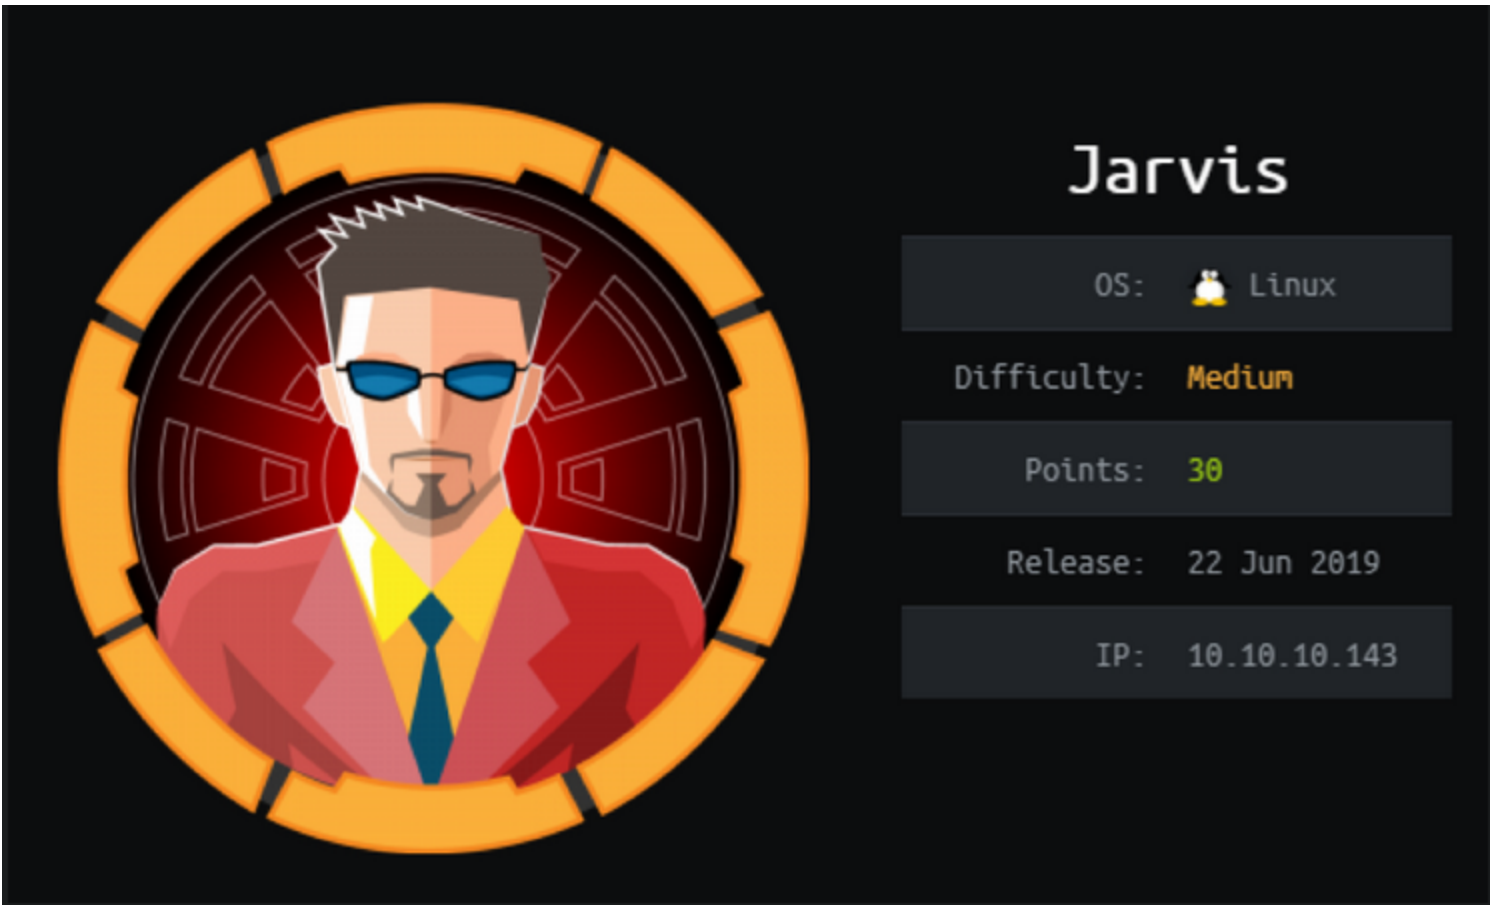 Jarvis
OS: Linux
Difficulty: Medium
Points: 30
Release: 22 Jun 2019
IP: 10.10.10.143